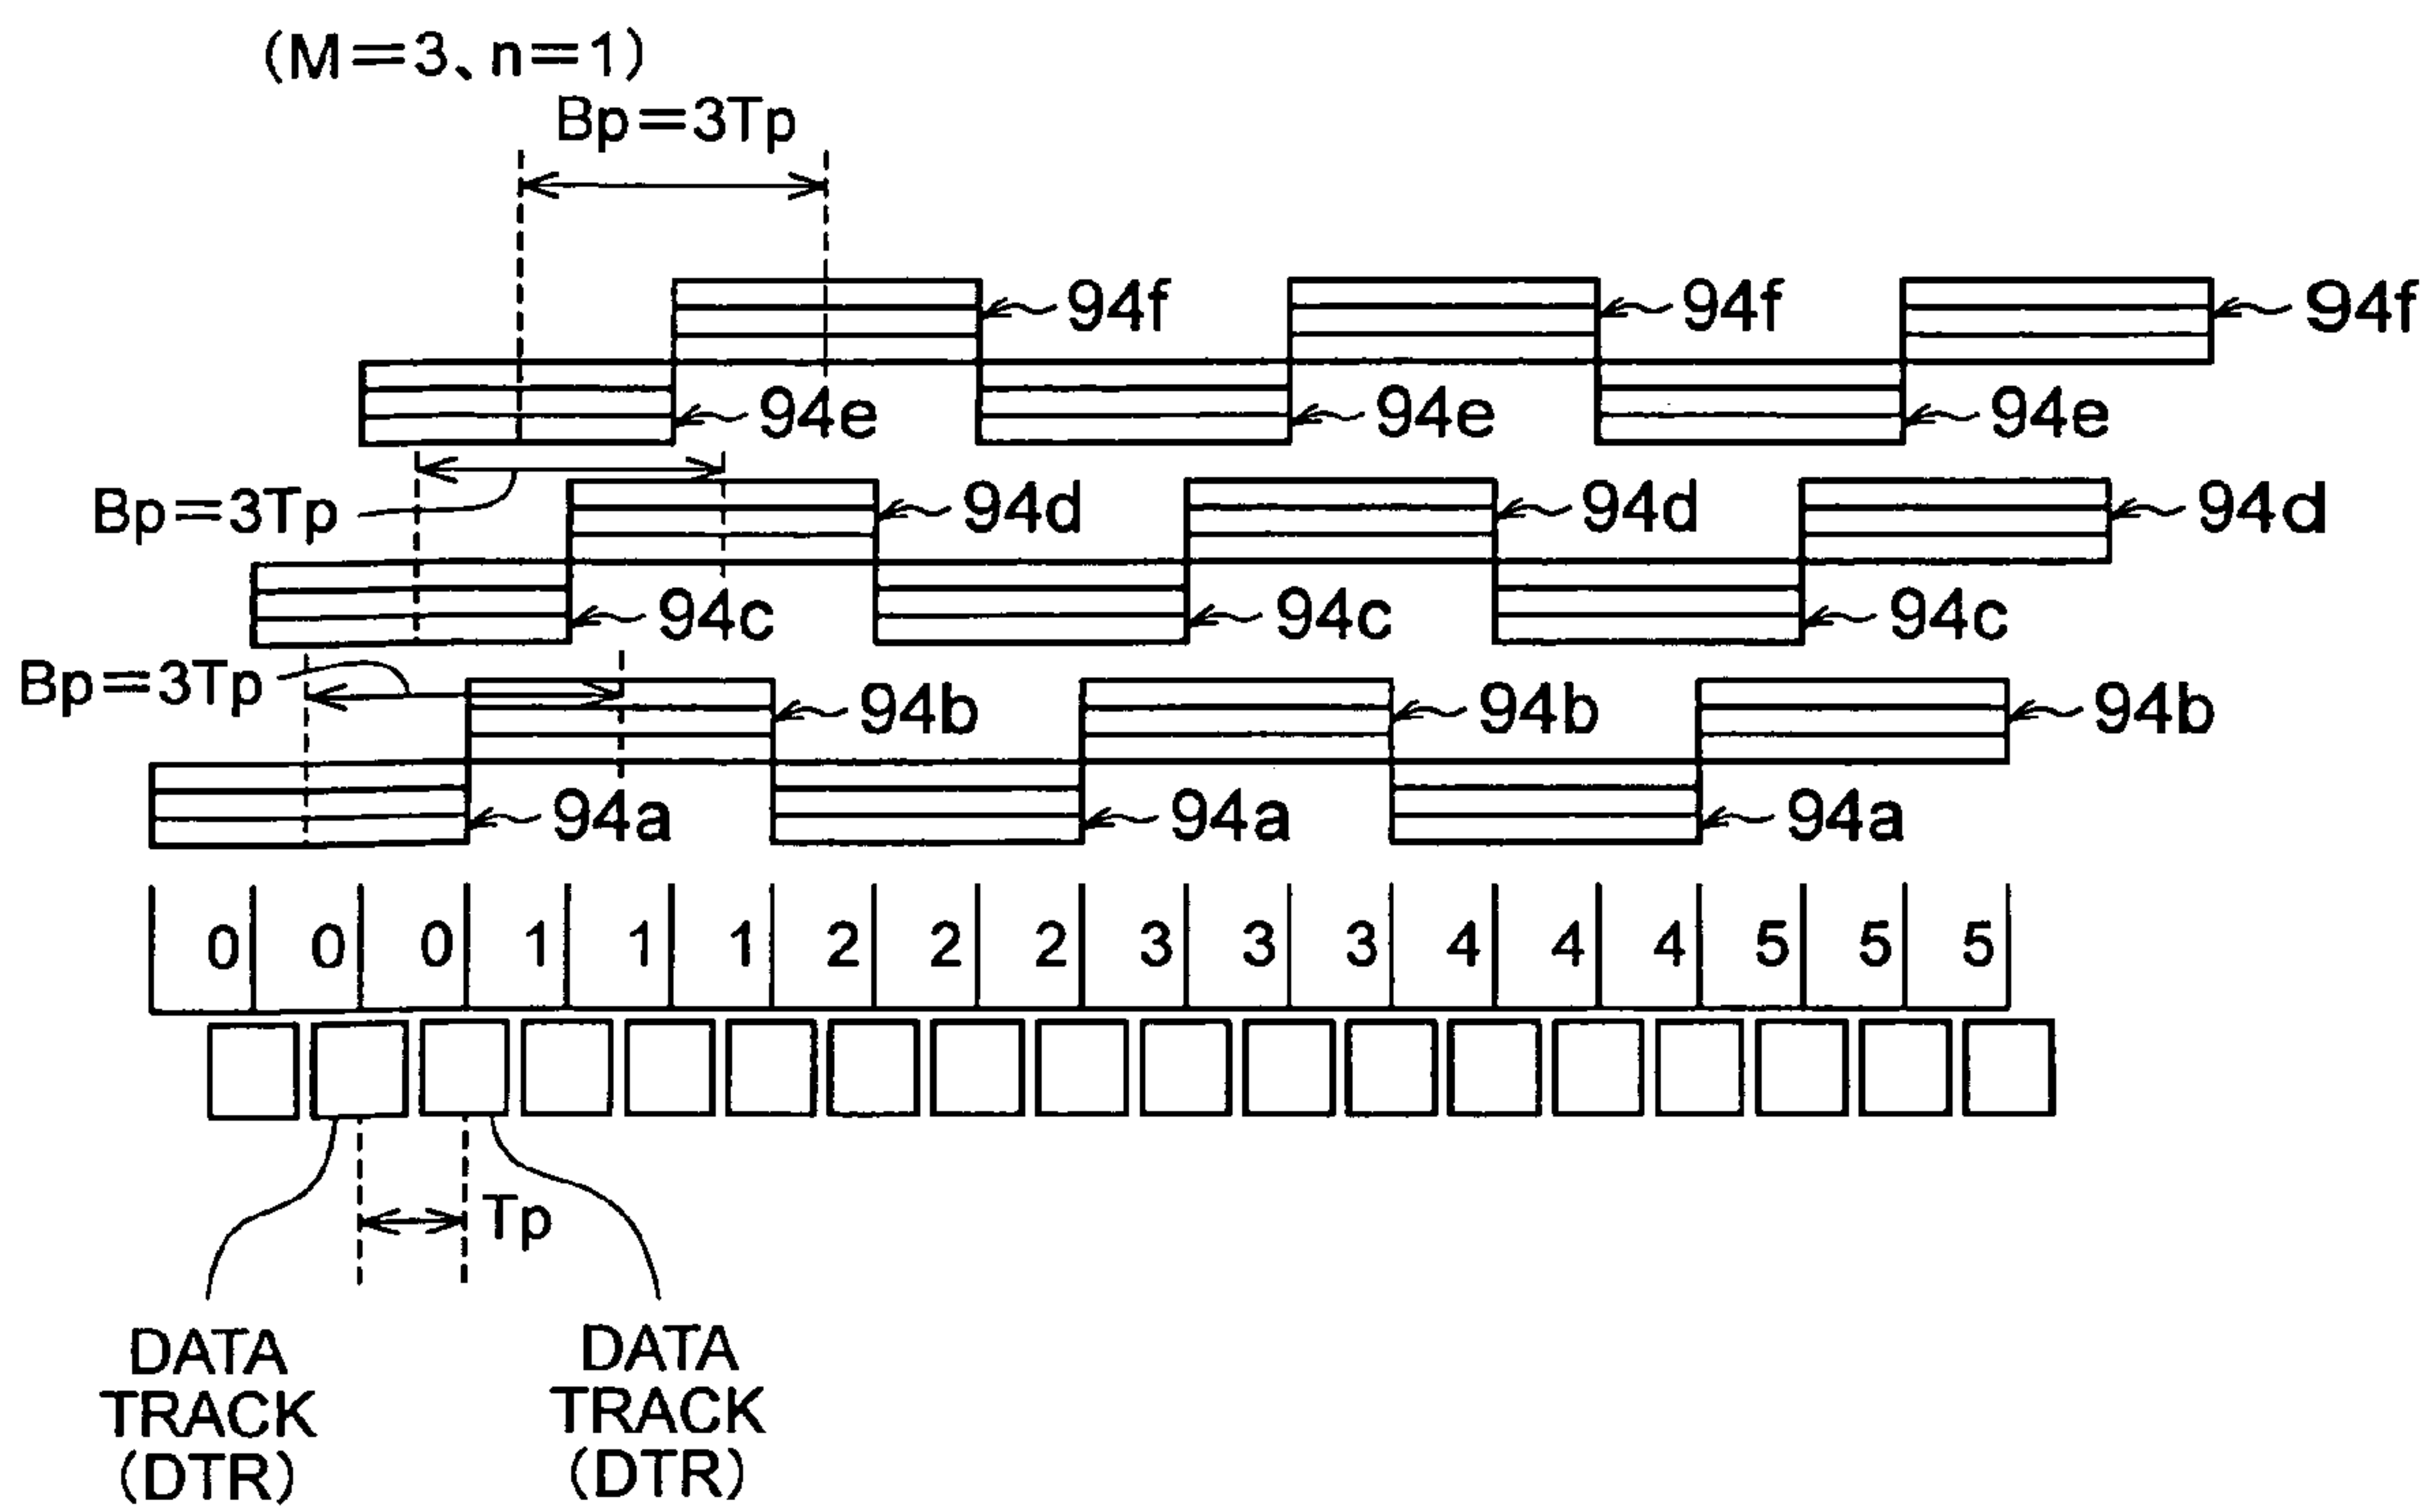 (M=3、n=1)
Bp=3Tp
94f 94f 94f
94e 94e 94e
Bp=3Tp
94d 94d 94d
94c 94c 94c
Bp=3Tp
94b 94b 94b
94a 94a 94a
0 0 0 1 1 1 2 2 2 3 3 3 4 4 4 5 5 5
Tp
DATA
TRACK
(DTR)
DATA
TRACK
(DTR)